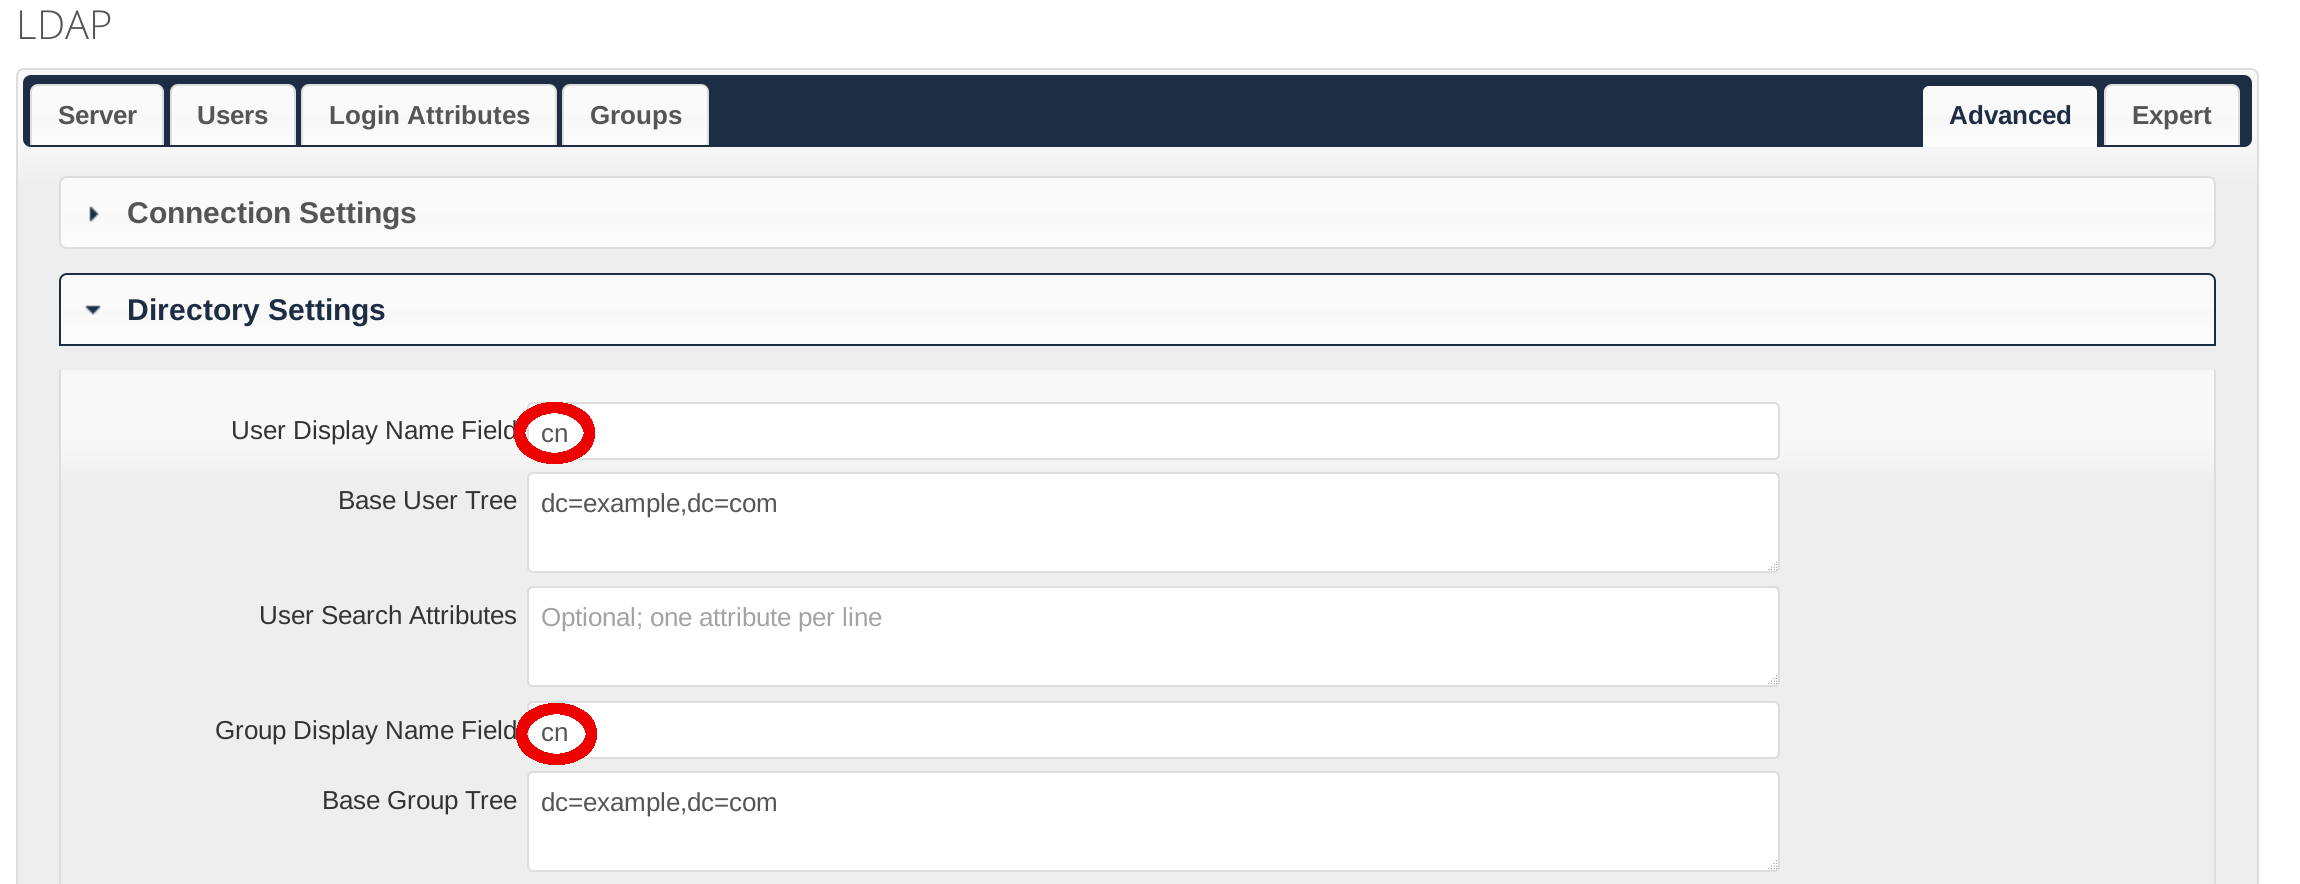 LDAP
Server Users Login Attributes Groups Advanced Expert
Connection Settings
Directory Settings
User Display Name Field cn
Base User Tree dc=example,dc=com
User Search Attributes Optional; one attribute per line
Group Display Name Field cn
Base Group Tree dc=example,dc=com